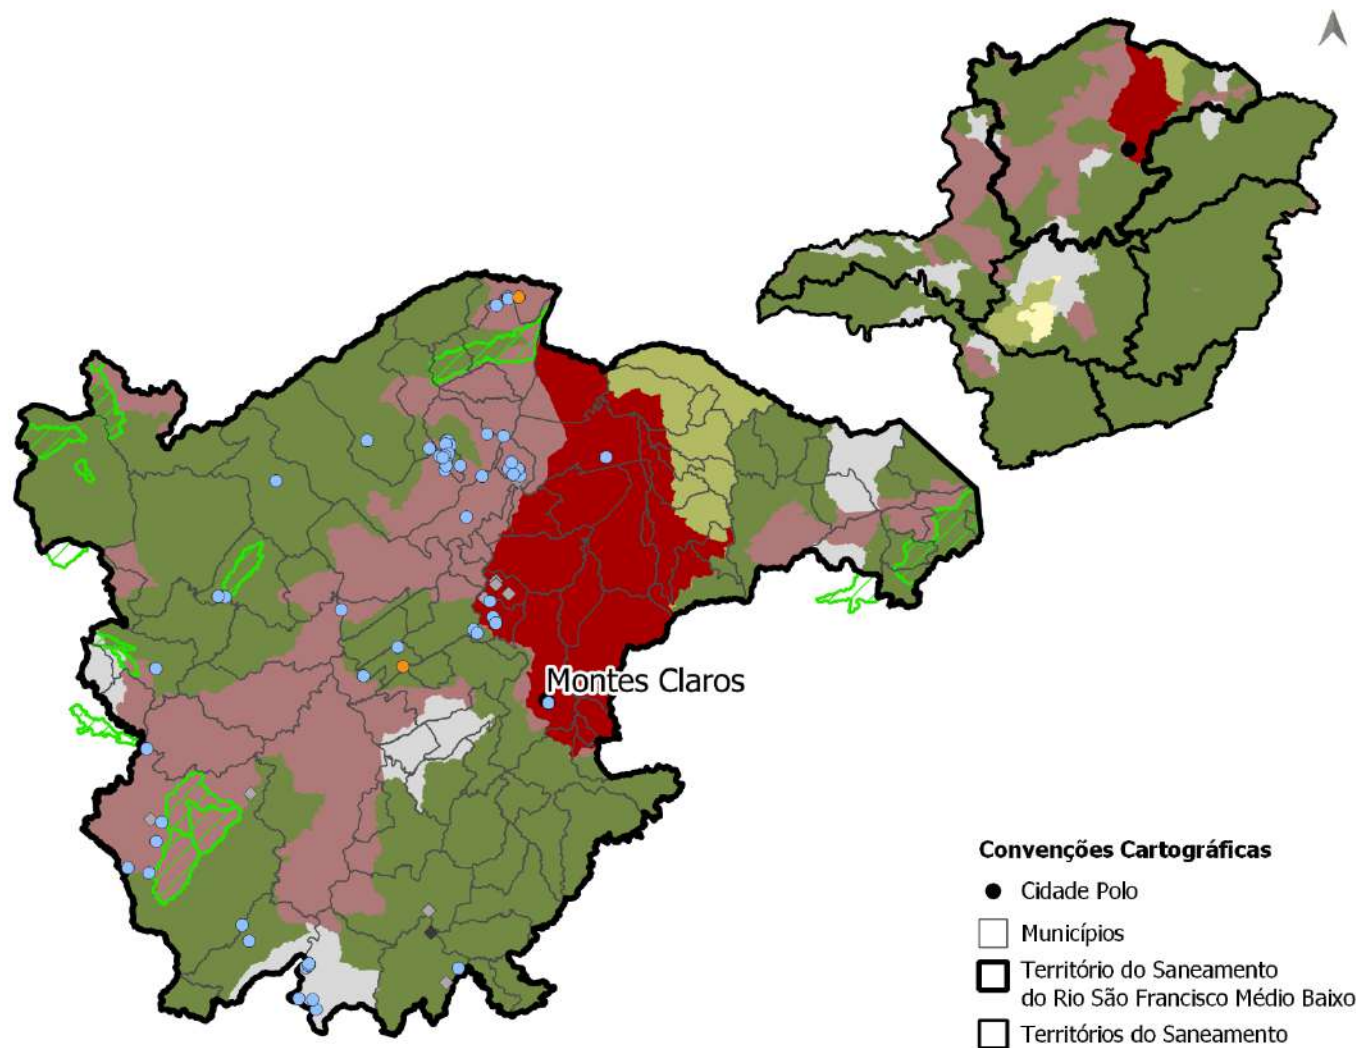 Montes Claros
Convenções Cartográficas
Cidade Polo
Municípios
Território do Saneamento
do Rio São Francisco Médio Baixo
Territórios do Saneamento